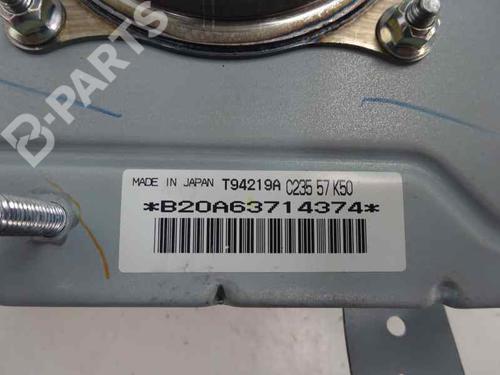 B-PARTS
MADE IN JAPAN T94219A C235 57 K50
*B20A63714374*